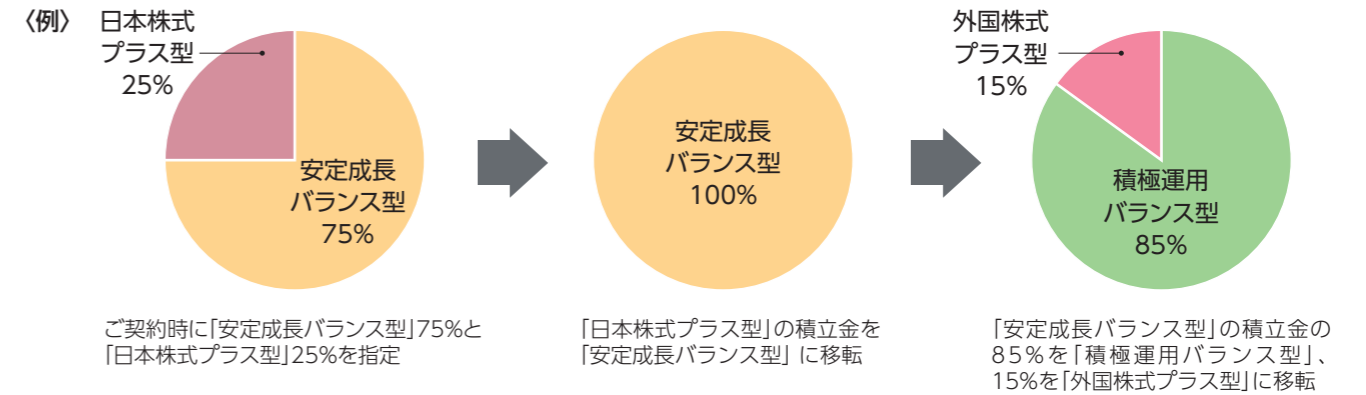 〈例〉
日本株式
プラス型
25%
安定成長
バランス型
75%
ご契約時に「安定成長バランス型」75%と
「日本株式プラス型」25%を指定
安定成長
バランス型
100%
「日本株式プラス型」の積立金を
「安定成長バランス型」に移転
外国株式
プラス型
15%
積極運用
バランス型
85%
「安定成長バランス型」の積立金の
85%を「積極運用バランス型」、
15%を「外国株式プラス型」に移転